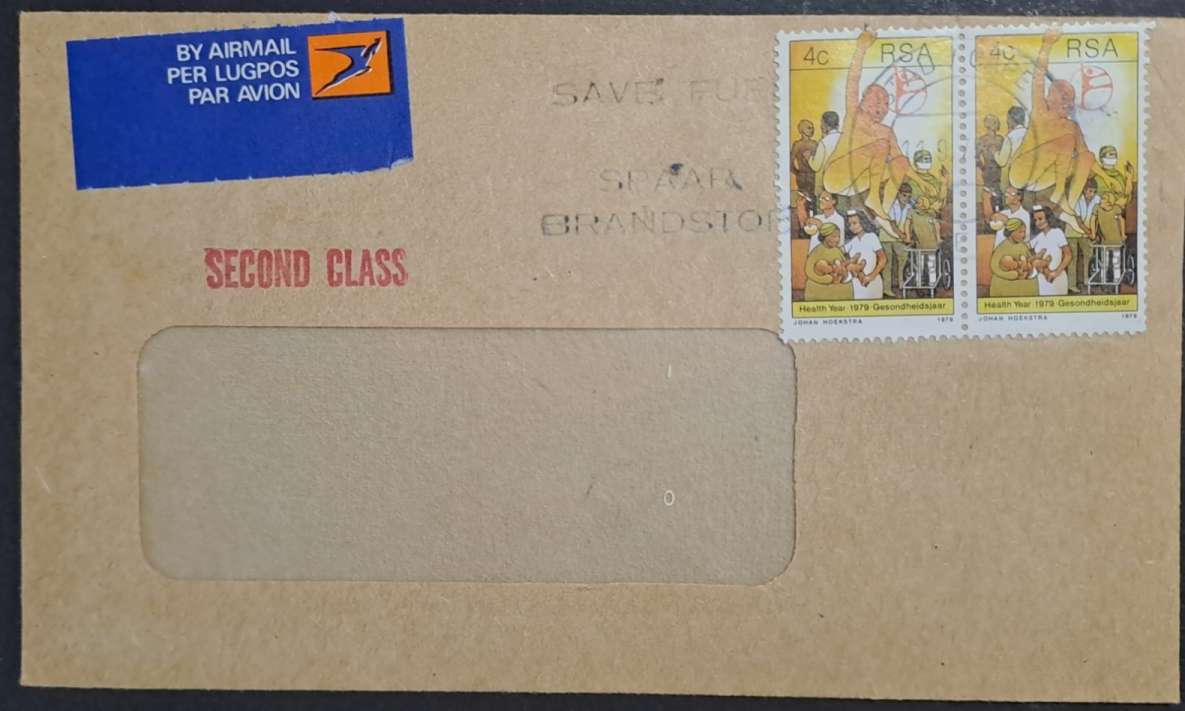 BY AIRMAIL
PER LUGPOS
PAR AVION
SAVE
SPAAR
BRANDSTOF
SECOND CLASS
4c RSA
Health Year 1979 Gesondheidsjaar
JOHAN HOEKSTRA 1979
4c RSA
Health Year 1979 Gesondheidsjaar
JOHAN HOEKSTRA 1979